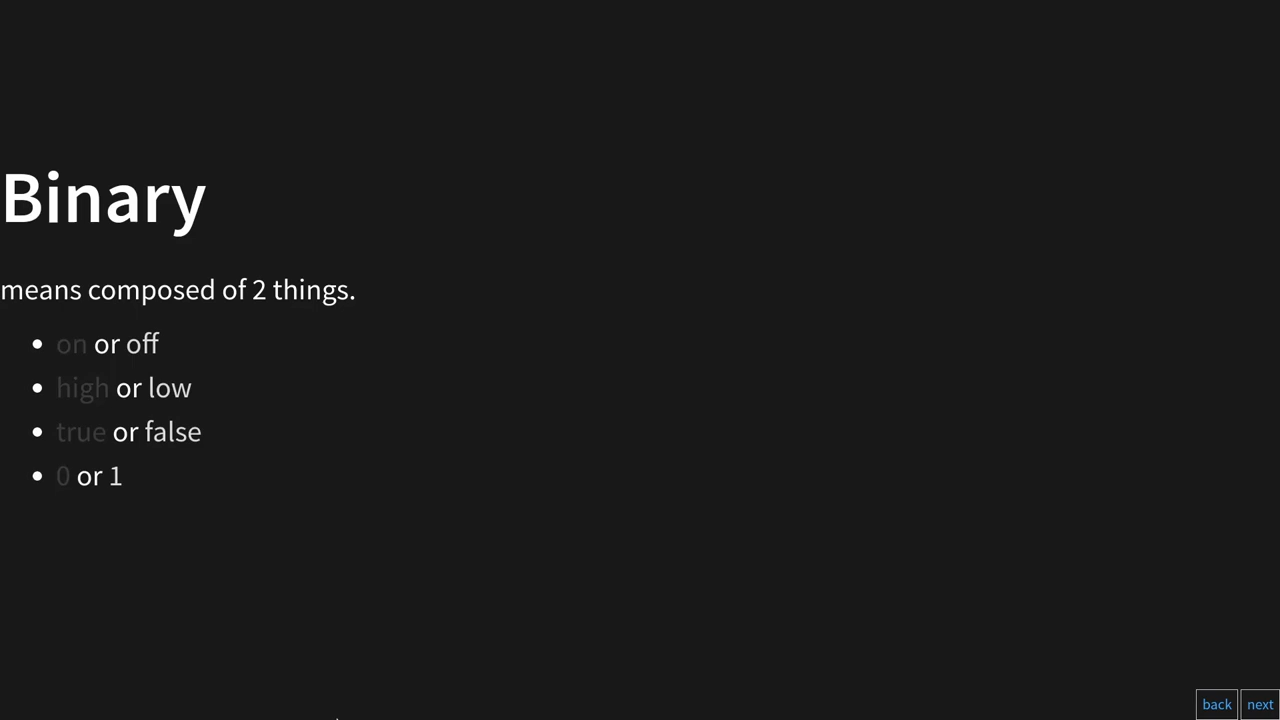 Binary
means composed of 2 things.
• on or off
• high or low
• true or false
• 0 or 1
back next